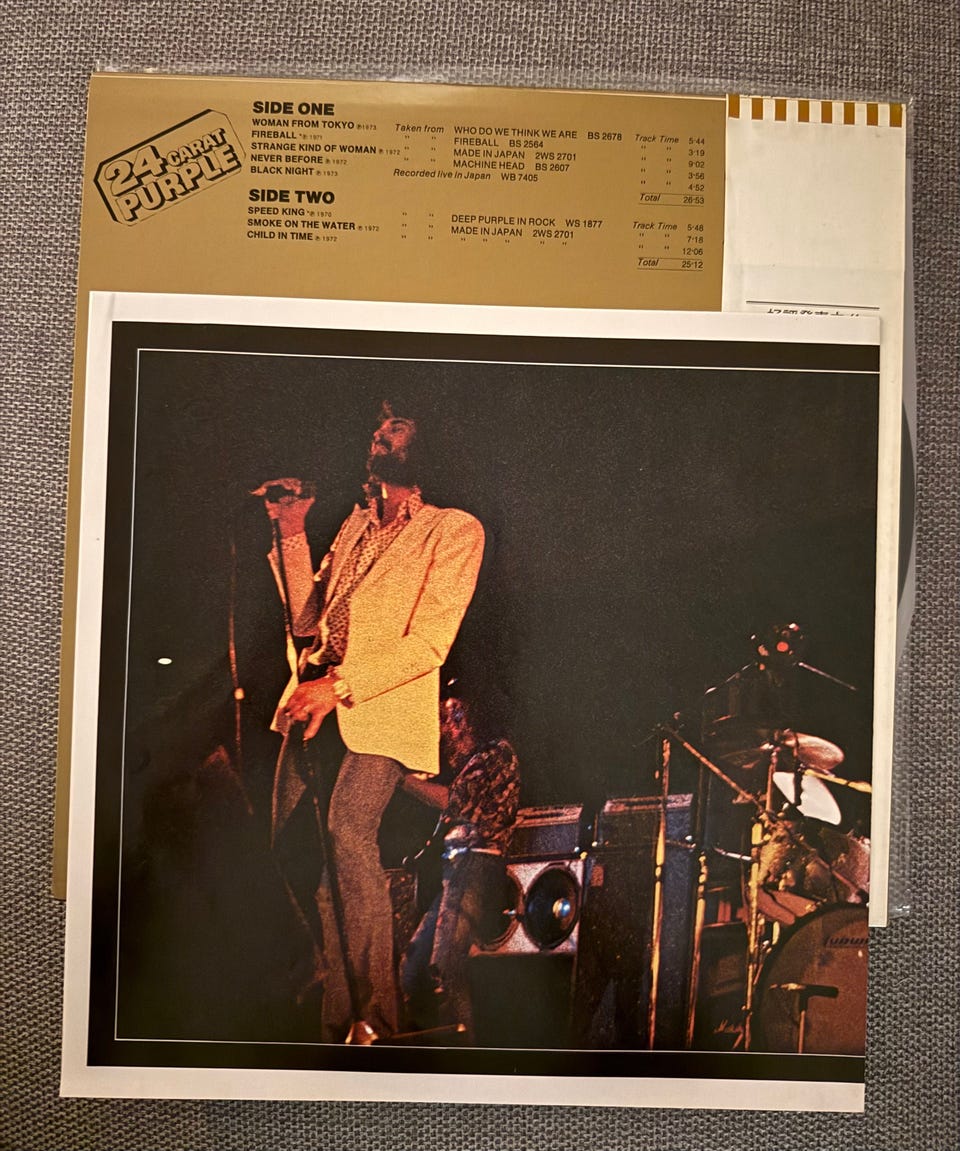 24 CARAT
PURPLE
SIDE ONE
WOMAN FROM TOKYO ℗1973 Taken from WHO DO WE THINK WE ARE BS 2678 Track Time 5·44
FIREBALL *℗ 1971 " " FIREBALL BS 2564 " " 3·19
STRANGE KIND OF WOMAN ℗ 1972 " " MADE IN JAPAN 2WS 2701 " " 9·02
NEVER BEFORE ℗ 1972 " " MACHINE HEAD BS 2607 " " 3·56
BLACK NIGHT ℗ 1973 Recorded live in Japan WB 7405 " " 4·52
Total 26·53
SIDE TWO
SPEED KING *℗ 1970 " " DEEP PURPLE IN ROCK WS 1877 Track Time 5·48
SMOKE ON THE WATER ℗ 1972 " " MADE IN JAPAN 2WS 2701 " " 7·18
CHILD IN TIME ℗ 1972 " " " " " " " " " 12·06
Total 25·12